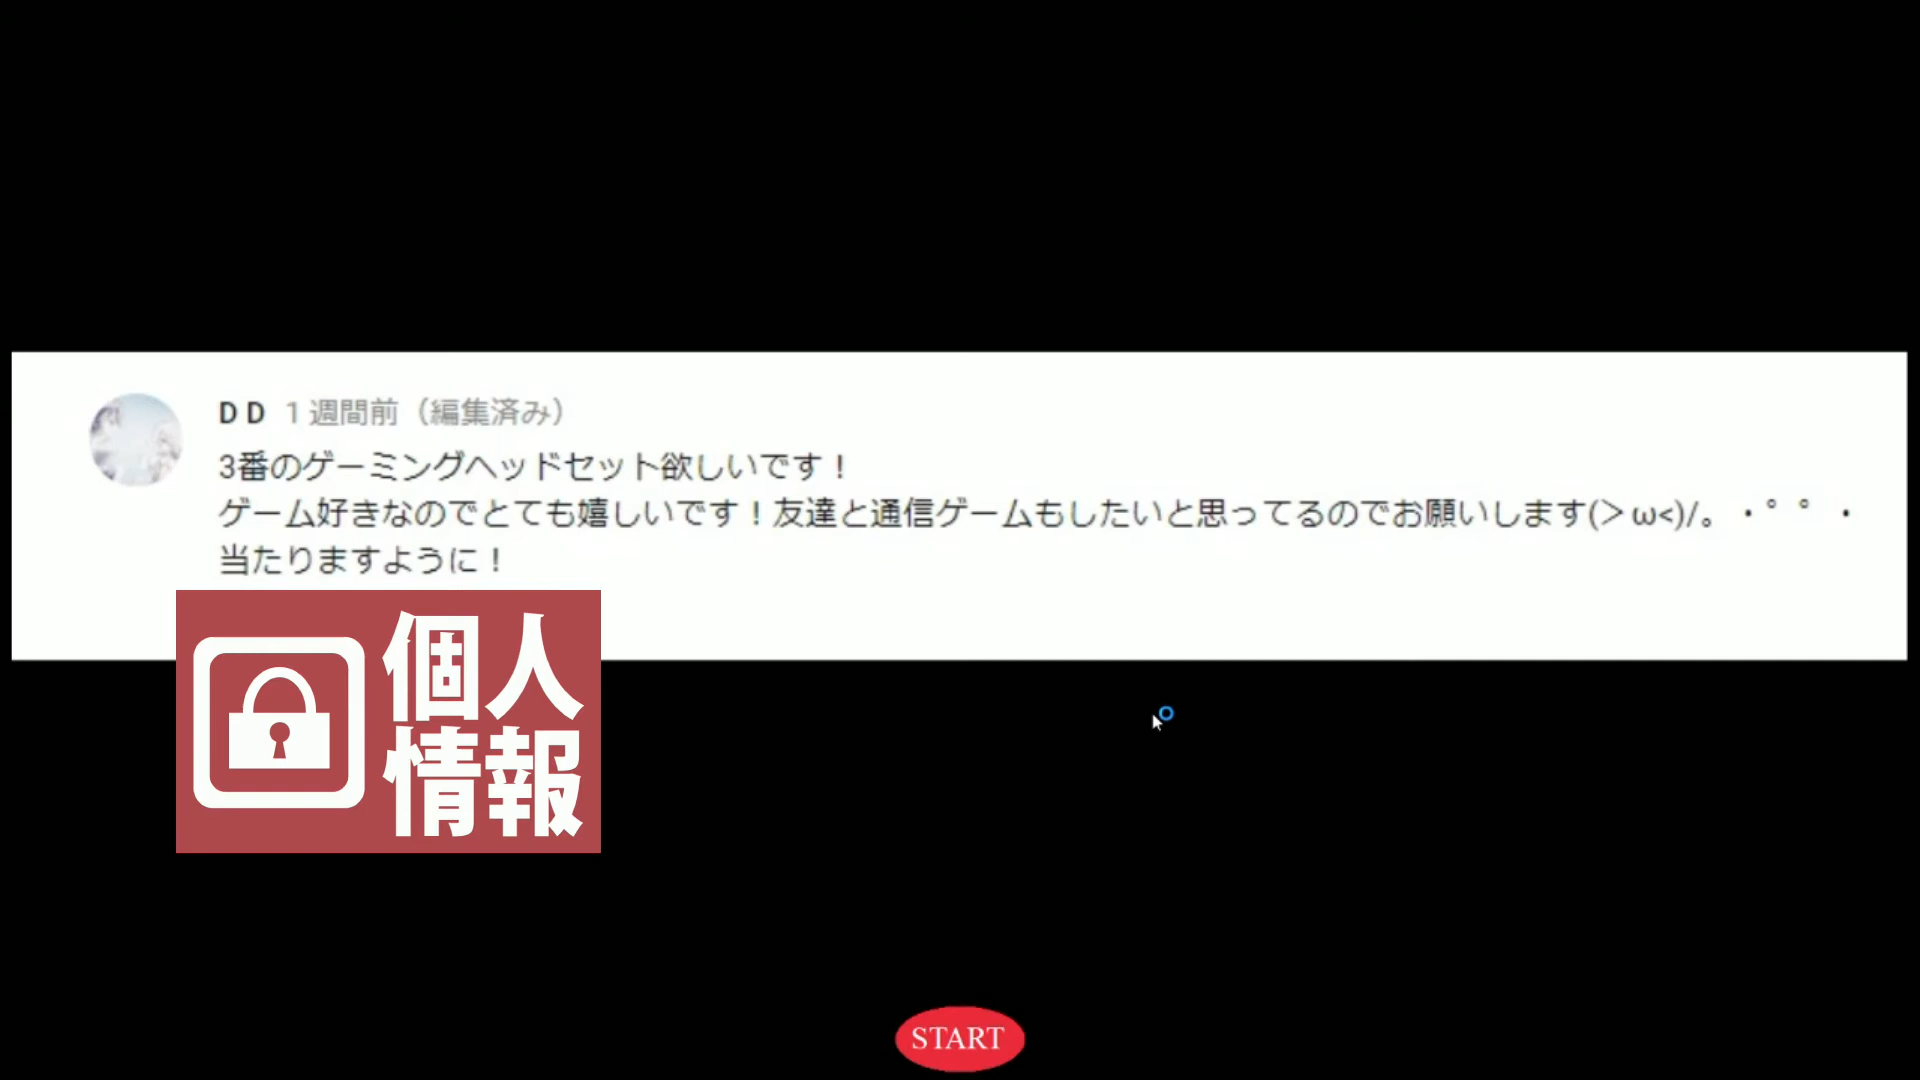 D D 1 週間前（編集済み）
3番のゲーミングヘッドセット欲しいです！
ゲーム好きなのでとても嬉しいです！友達と通信ゲームもしたいと思ってるのでお願いします(＞ω<)/。・゜゜・
当たりますように！
個人
情報
START